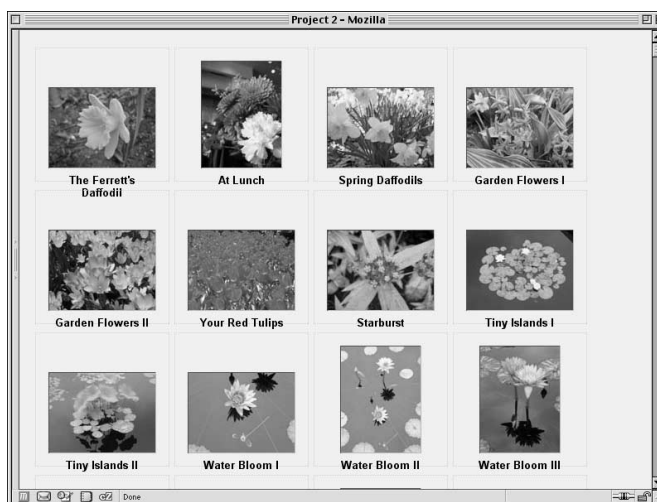 Project 2 - Mozilla
The Ferrett's
Daffodil
At Lunch
Spring Daffodils
Garden Flowers I
Garden Flowers II
Your Red Tulips
Starburst
Tiny Islands I
Tiny Islands II
Water Bloom I
Water Bloom II
Water Bloom III
Done